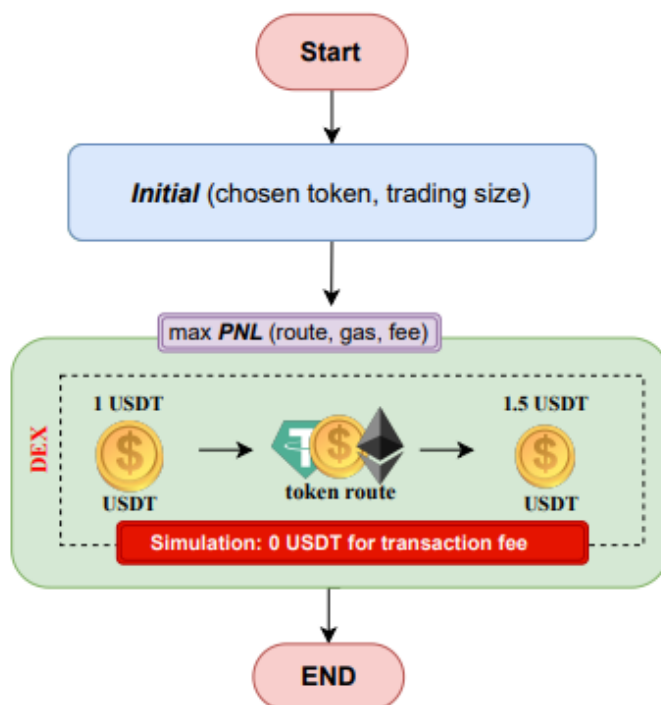 Start
Initial (chosen token, trading size)
max PNL (route, gas, fee)
DEX
1 USDT
1.5 USDT
token route
USDT
USDT
Simulation: 0 USDT for transaction fee
END